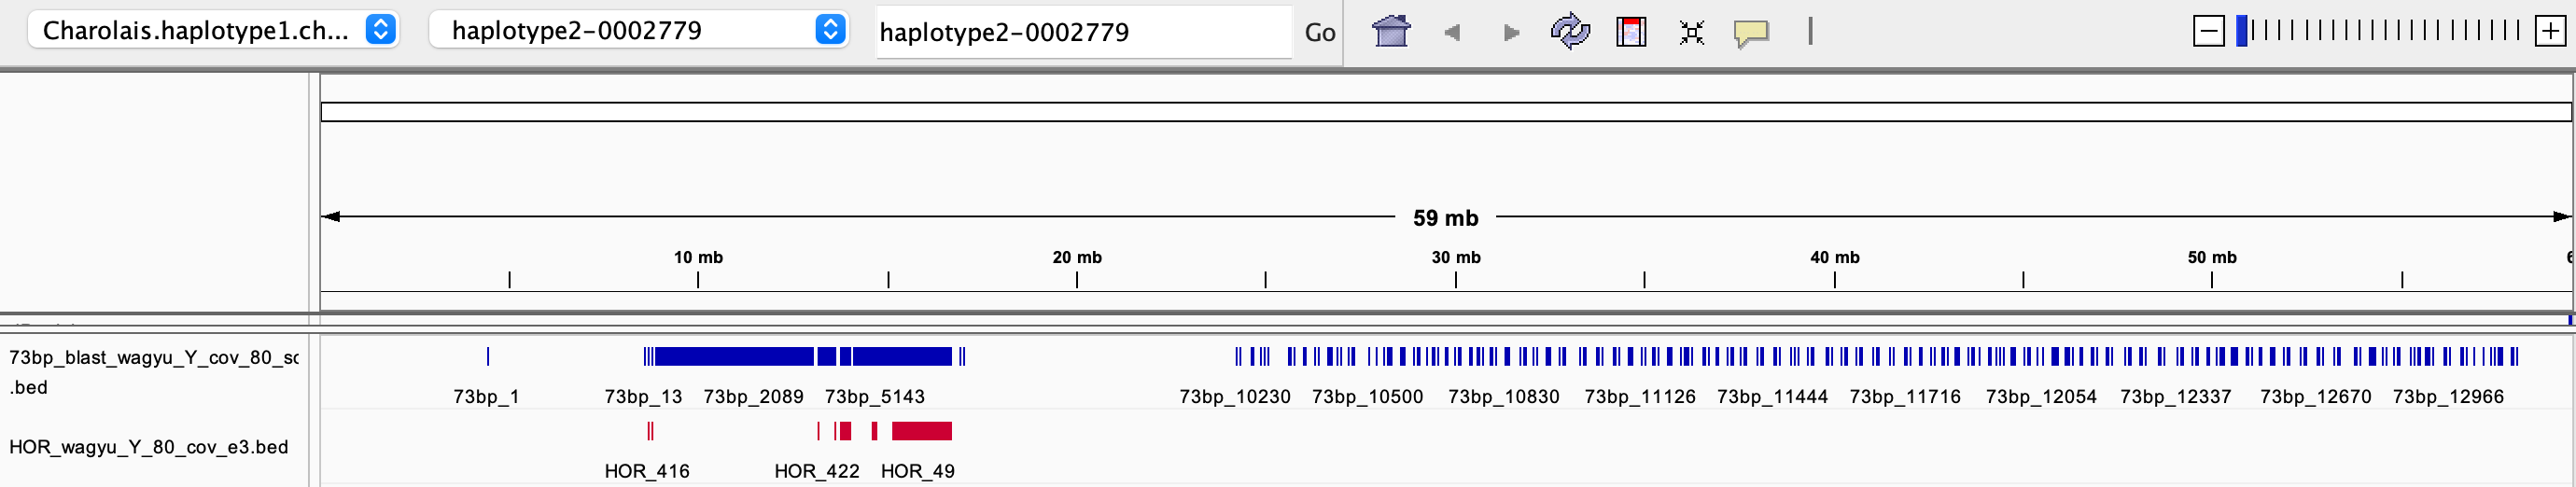 Charolais.haplotype1.ch... haplotype2-0002779 haplotype2-0002779 Go
59 mb
10 mb 20 mb 30 mb 40 mb 50 mb
73bp_blast_wagyu_Y_cov_80_sc
.bed
73bp_1 73bp_13 73bp_2089 73bp_5143 73bp_10230 73bp_10500 73bp_10830 73bp_11126 73bp_11444 73bp_11716 73bp_12054 73bp_12337 73bp_12670 73bp_12966
HOR_wagyu_Y_80_cov_e3.bed
HOR_416 HOR_422 HOR_49